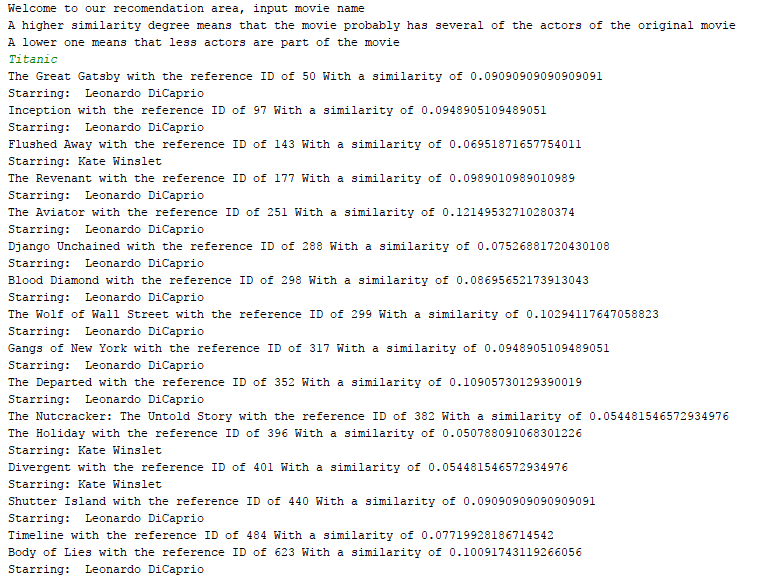 Welcome to our recomendation area, input movie name
A higher similarity degree means that the movie probably has several of the actors of the original movie
A lower one means that less actors are part of the movie
Titanic
The Great Gatsby with the reference ID of 50 With a similarity of 0.09090909090909091
Starring:  Leonardo DiCaprio
Inception with the reference ID of 97 With a similarity of 0.0948905109489051
Starring:  Leonardo DiCaprio
Flushed Away with the reference ID of 143 With a similarity of 0.06951871657754011
Starring: Kate Winslet
The Revenant with the reference ID of 177 With a similarity of 0.0989010989010989
Starring:  Leonardo DiCaprio
The Aviator with the reference ID of 251 With a similarity of 0.12149532710280374
Starring:  Leonardo DiCaprio
Django Unchained with the reference ID of 288 With a similarity of 0.07526881720430108
Starring:  Leonardo DiCaprio
Blood Diamond with the reference ID of 298 With a similarity of 0.08695652173913043
Starring:  Leonardo DiCaprio
The Wolf of Wall Street with the reference ID of 299 With a similarity of 0.10294117647058823
Starring:  Leonardo DiCaprio
Gangs of New York with the reference ID of 317 With a similarity of 0.0948905109489051
Starring:  Leonardo DiCaprio
The Departed with the reference ID of 352 With a similarity of 0.10905730129390019
Starring:  Leonardo DiCaprio
The Nutcracker: The Untold Story with the reference ID of 382 With a similarity of 0.054481546572934976
The Holiday with the reference ID of 396 With a similarity of 0.050788091068301226
Starring: Kate Winslet
Divergent with the reference ID of 401 With a similarity of 0.054481546572934976
Starring: Kate Winslet
Shutter Island with the reference ID of 440 With a similarity of 0.09090909090909091
Starring:  Leonardo DiCaprio
Timeline with the reference ID of 484 With a similarity of 0.07719928186714542
Body of Lies with the reference ID of 623 With a similarity of 0.10091743119266056
Starring:  Leonardo DiCaprio